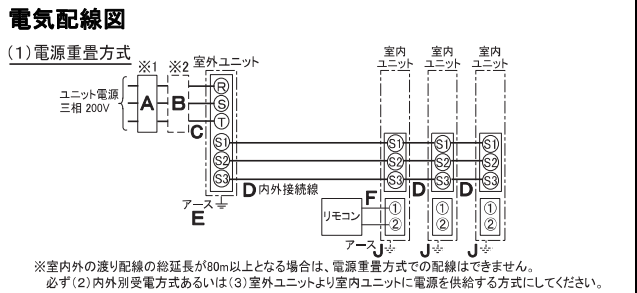 電気配線図
(1)電源重畳方式
※1 ※2 室外ユニット
室内ユニット 室内ユニット 室内ユニット
ユニット電源
三相 200V
A B C
R
S
T
S1 S1 S1 S1
S2 S2 S2 S2
S3 S3 S3 S3
D 内外接続線 D D
アース E
F
リモコン
① ① ①
② ② ②
アース J J J
※室内外の渡り配線の総延長が80m以上となる場合は、電源重畳方式での配線はできません。
必ず(2)内外別受電方式あるいは(3)室外ユニットより室内ユニットに電源を供給する方式にしてください。